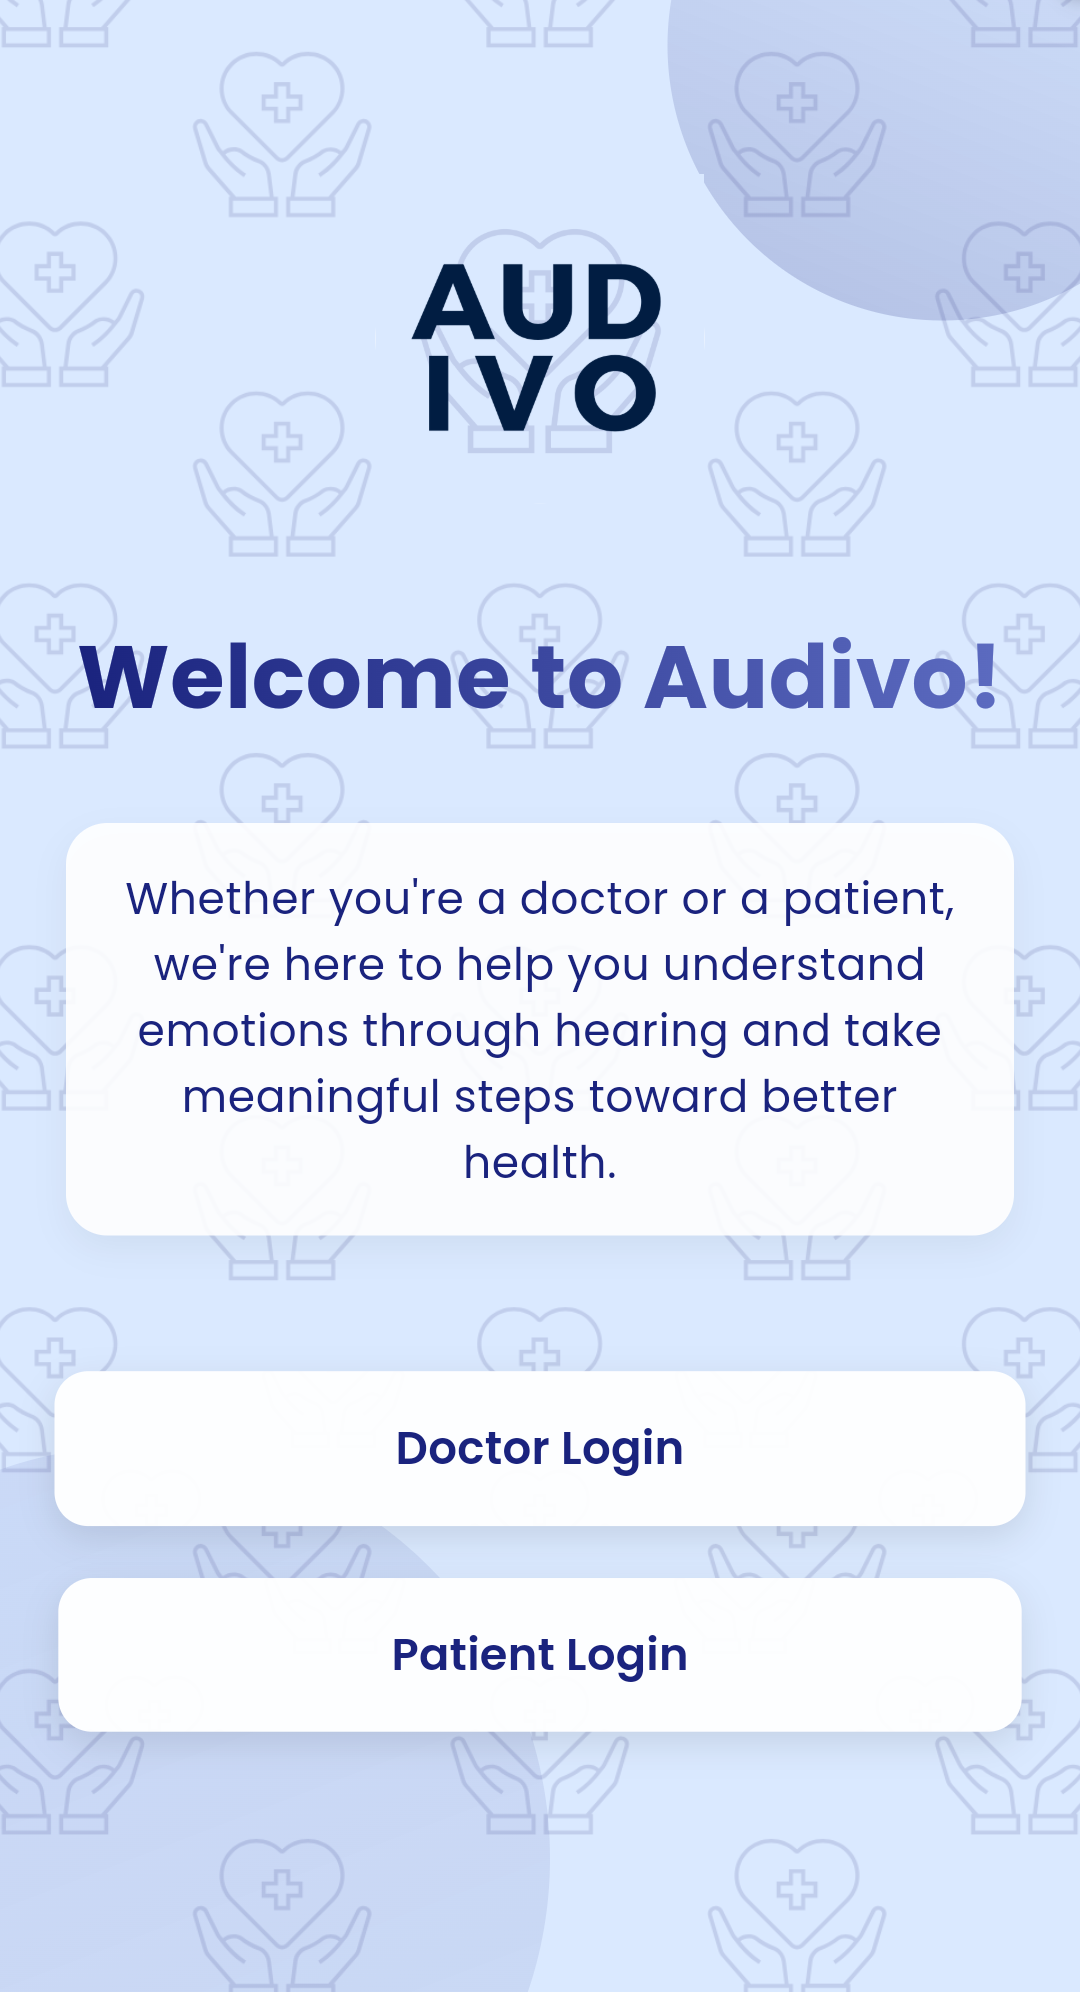 AUD
IVO
Welcome to Audivo!
Whether you're a doctor or a patient,
we're here to help you understand
emotions through hearing and take
meaningful steps toward better
health.
Doctor Login
Patient Login